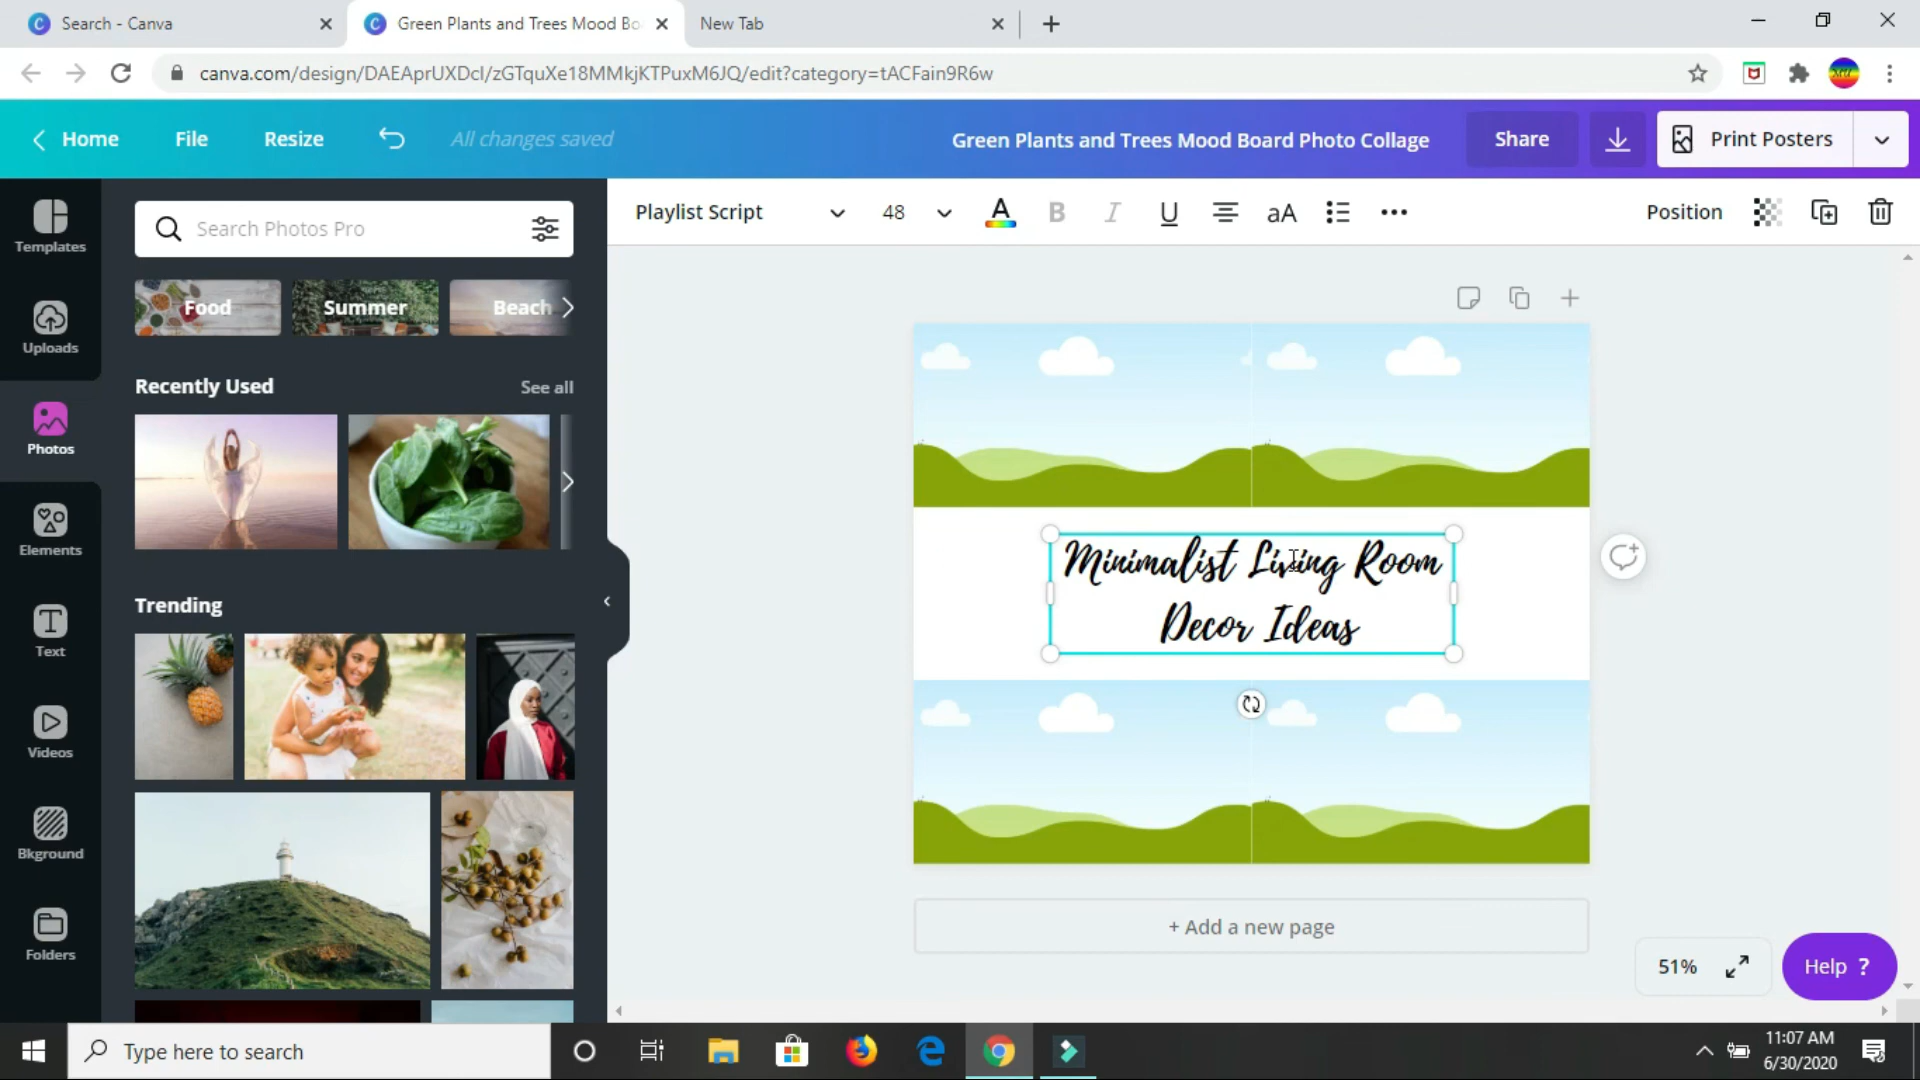 Search - Canva
Green Plants and Trees Mood Bo
New Tab
canva.com/design/DAEAprUXDcI/zGTquXe18MMkjKTPuxM6JQ/edit?category=tACFain9R6w
Home
File
Resize
All changes saved
Green Plants and Trees Mood Board Photo Collage
Share
Print Posters
Templates
Uploads
Photos
Elements
Text
Videos
Bkground
Folders
Search Photos Pro
Food
Summer
Beach
Recently Used
See all
Trending
Playlist Script
48
A
B
I
U
aA
Position
Minimalist Living Room
Decor Ideas
+ Add a new page
51%
Help ?
Type here to search
11:07 AM
6/30/2020